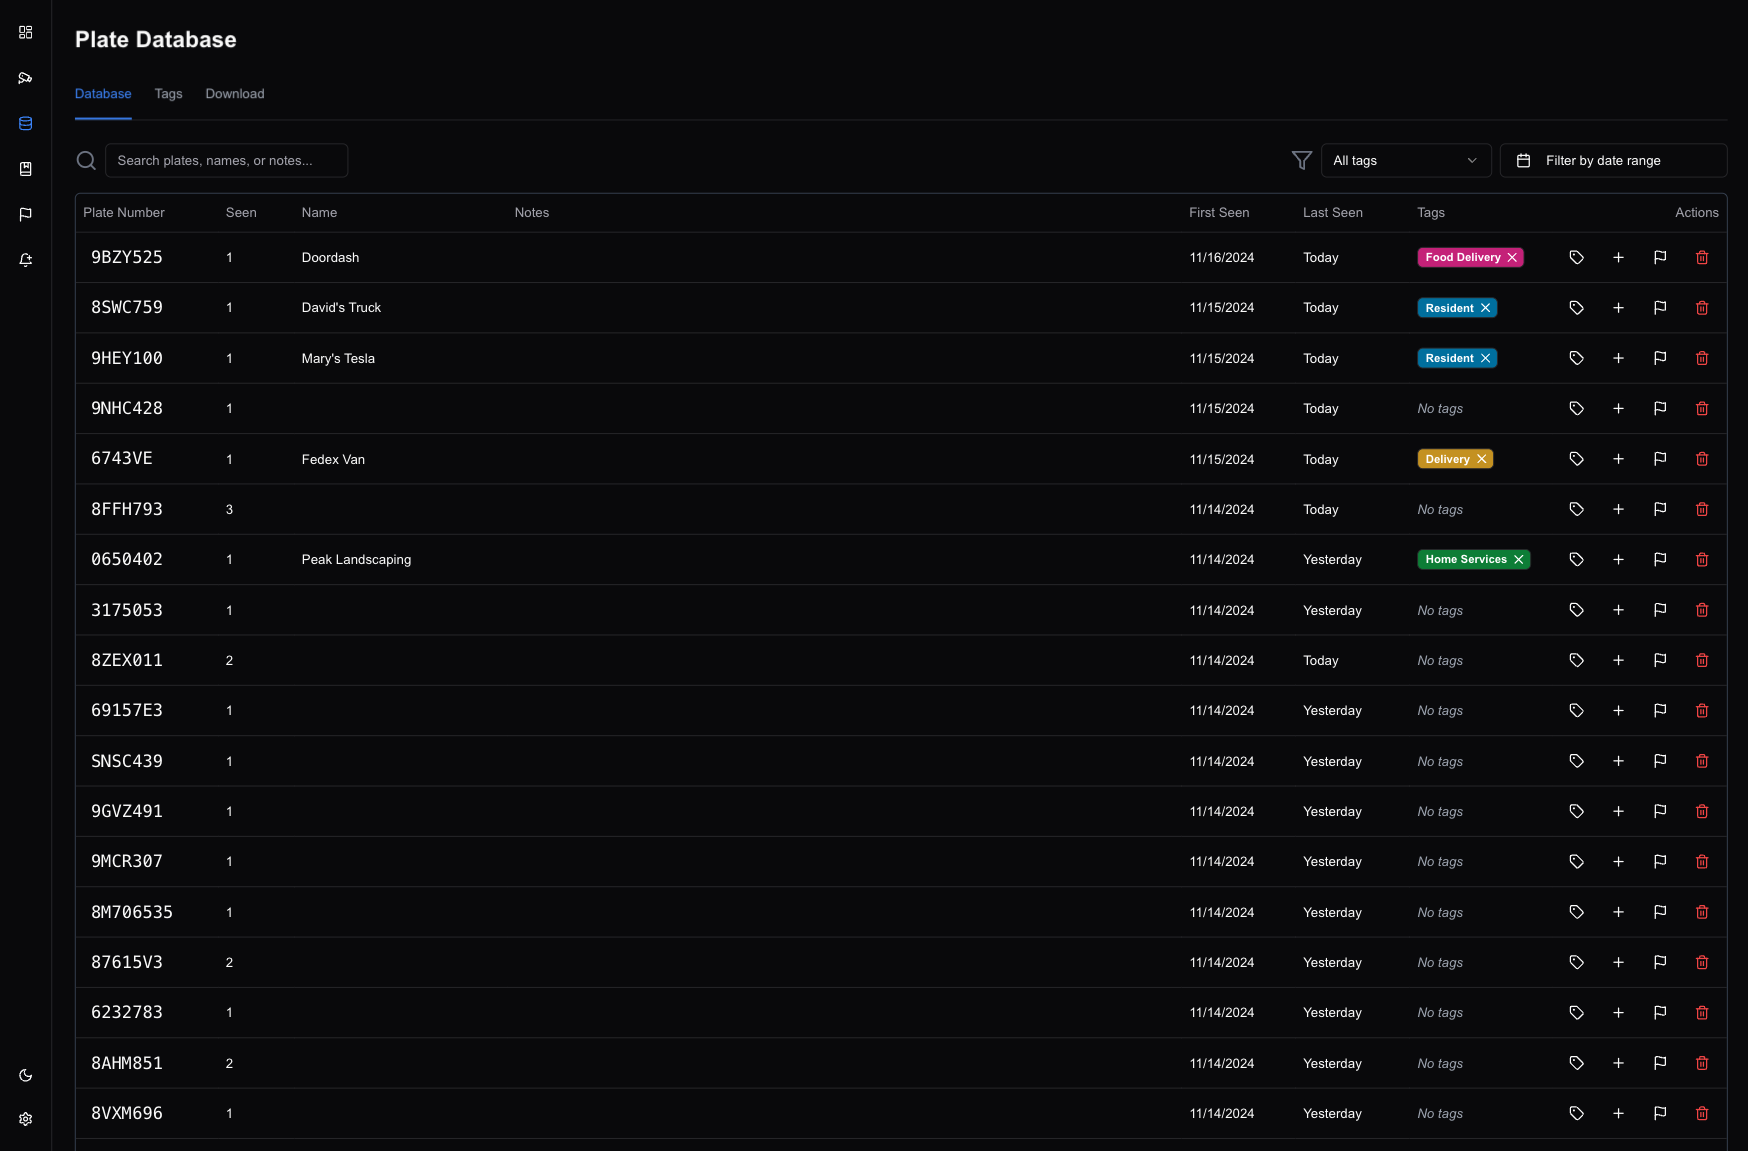 Plate Database
Database Tags Download
Search plates, names, or notes... All tags Filter by date range
Plate Number Seen Name Notes First Seen Last Seen Tags Actions
9BZY525 1 Doordash 11/16/2024 Today Food Delivery
8SWC759 1 David's Truck 11/15/2024 Today Resident
9HEY100 1 Mary's Tesla 11/15/2024 Today Resident
9NHC428 1 11/15/2024 Today No tags
6743VE 1 Fedex Van 11/15/2024 Today Delivery
8FFH793 3 11/14/2024 Today No tags
0650402 1 Peak Landscaping 11/14/2024 Yesterday Home Services
3175053 1 11/14/2024 Yesterday No tags
8ZEX011 2 11/14/2024 Today No tags
69157E3 1 11/14/2024 Yesterday No tags
SNSC439 1 11/14/2024 Yesterday No tags
9GVZ491 1 11/14/2024 Yesterday No tags
9MCR307 1 11/14/2024 Yesterday No tags
8M706535 1 11/14/2024 Yesterday No tags
87615V3 2 11/14/2024 Yesterday No tags
6232783 1 11/14/2024 Yesterday No tags
8AHM851 2 11/14/2024 Yesterday No tags
8VXM696 1 11/14/2024 Yesterday No tags